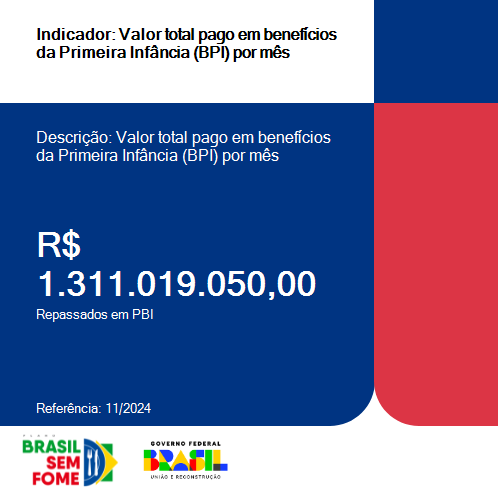 Indicador: Valor total pago em benefícios
da Primeira Infância (BPI) por mês
Descrição: Valor total pago em benefícios
da Primeira Infância (BPI) por mês
R$
1.311.019.050,00
Repassados em PBI
Referência: 11/2024
PLANO
BRASIL
SEM
FOME
GOVERNO FEDERAL
BRASIL
UNIÃO E RECONSTRUÇÃO